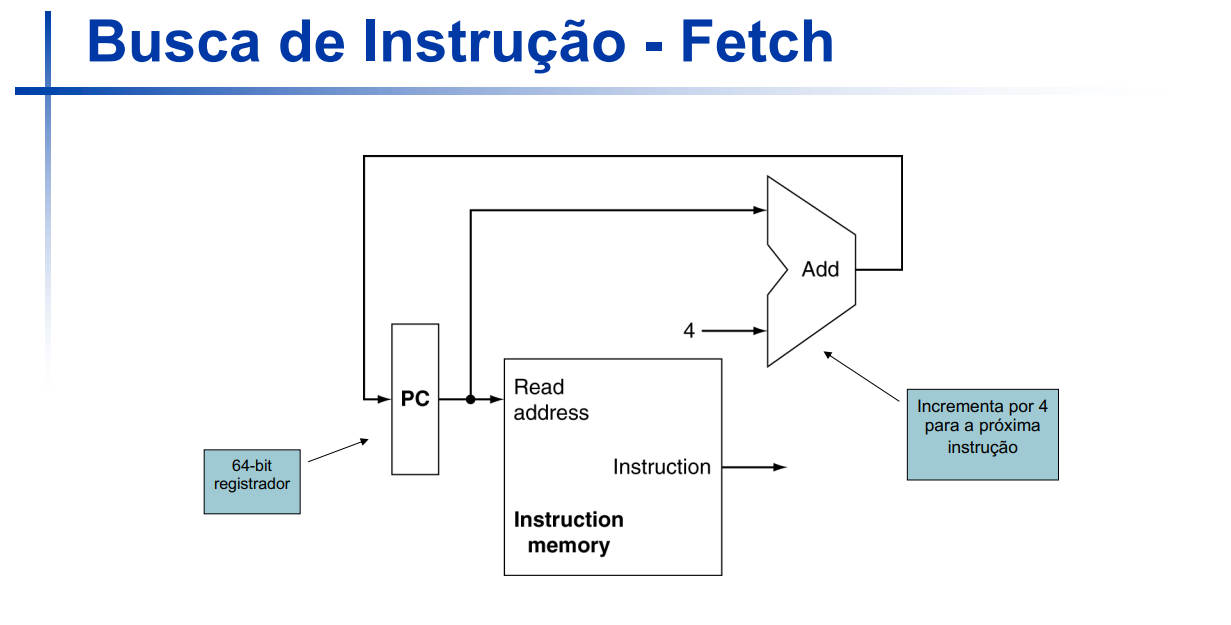 Busca de Instrução - Fetch
Add
4
PC
Read
address
Incrementa por 4
para a próxima
instrução
64-bit
registrador
Instruction
Instruction
memory